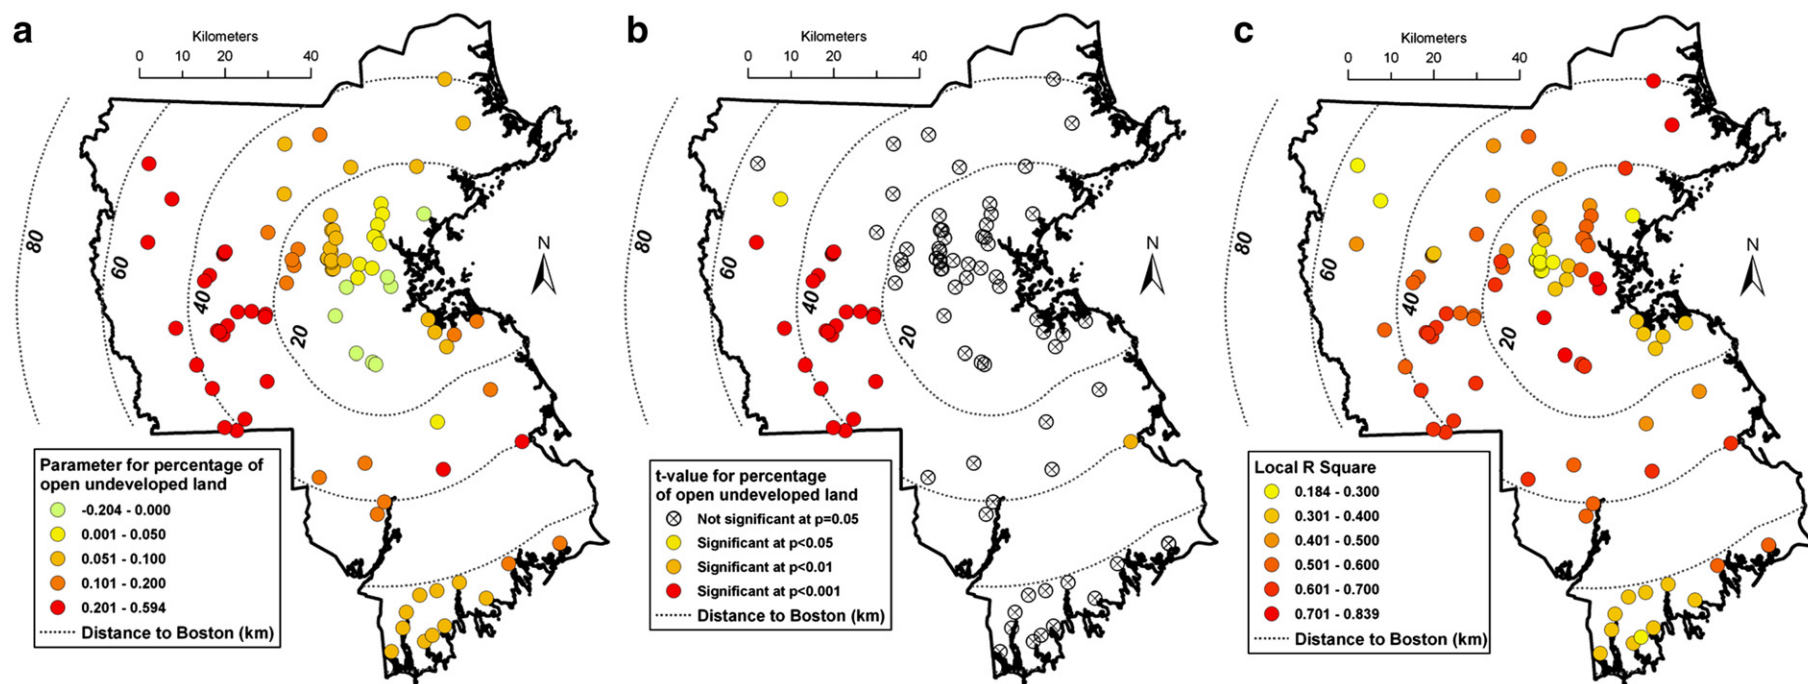 a
Kilometers
0 10 20 40
80
60
40
20
N
Parameter for percentage of
open undeveloped land
-0.204 - 0.000
0.001 - 0.050
0.051 - 0.100
0.101 - 0.200
0.201 - 0.594
Distance to Boston (km)
b
Kilometers
0 10 20 40
60
40
20
N
t-value for percentage
of open undeveloped land
Not significant at p=0.05
Significant at p<0.05
Significant at p<0.01
Significant at p<0.001
Distance to Boston (km)
c
Kilometers
0 10 20 40
80
60
40
20
N
Local R Square
0.184 - 0.300
0.301 - 0.400
0.401 - 0.500
0.501 - 0.600
0.601 - 0.700
0.701 - 0.839
Distance to Boston (km)